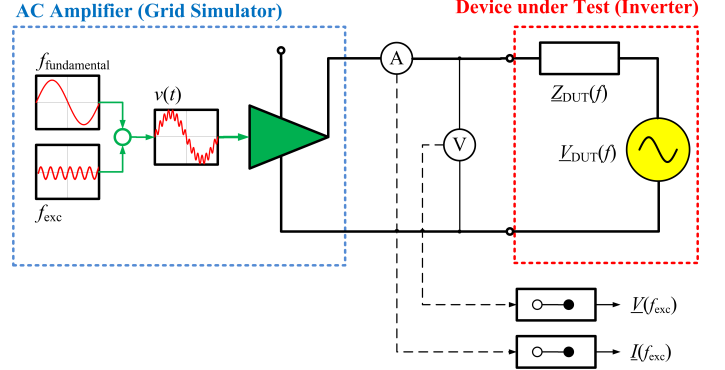 AC Amplifier (Grid Simulator)
Device under Test (Inverter)
f_fundamental
v(t)
f_exc
A
V
Z_DUT(f)
V_DUT(f)
V(f_exc)
I(f_exc)